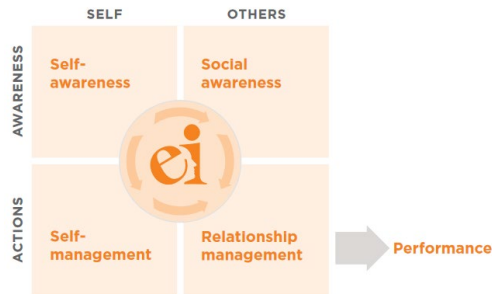 SELF OTHERS
AWARENESS
Self-
awareness
Social
awareness
ei
ACTIONS
Self-
management
Relationship
management
Performance